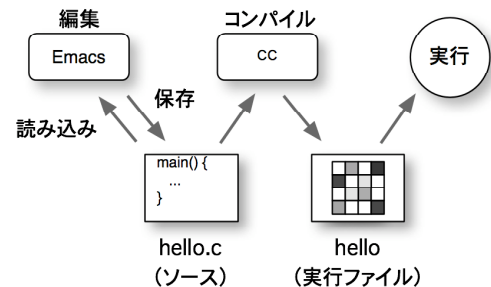 編集
コンパイル
Emacs
cc
実行
保存
読み込み
main() {
...
}
hello.c
(ソース)
hello
(実行ファイル)